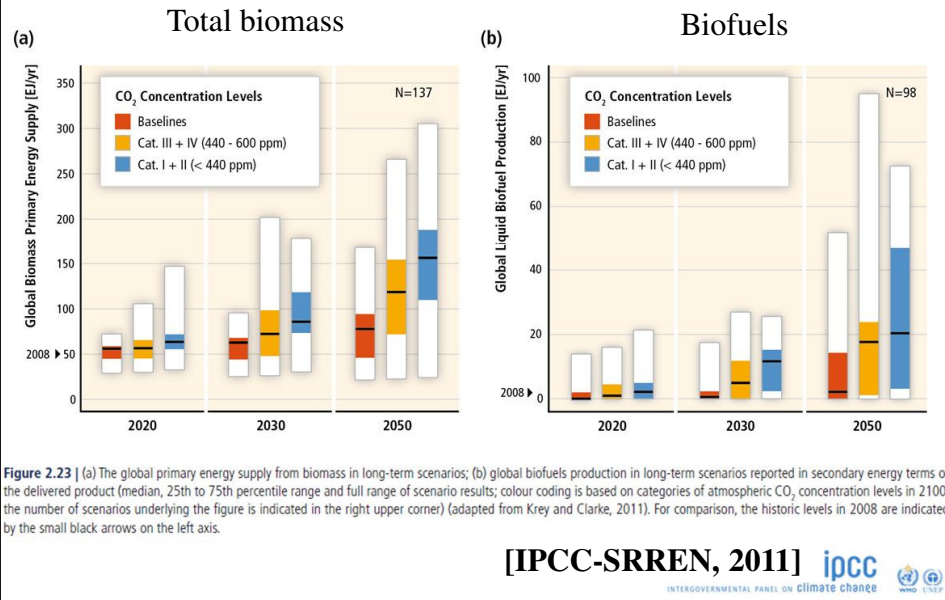 Total biomass
Biofuels
(a)
(b)
Global Biomass Primary Energy Supply [EJ/yr]
350
300
250
200
150
100
2008 50
0
CO2 Concentration Levels
Baselines
Cat. III + IV (440 - 600 ppm)
Cat. I + II (< 440 ppm)
N=137
2020 2030 2050
Global Liquid Biofuel Production [EJ/yr]
100
80
60
40
20
2008
0
CO2 Concentration Levels
Baselines
Cat. III + IV (440 - 600 ppm)
Cat. I + II (< 440 ppm)
N=98
2020 2030 2050
Figure 2.23 | (a) The global primary energy supply from biomass in long-term scenarios; (b) global biofuels production in long-term scenarios reported in secondary energy terms o
the delivered product (median, 25th to 75th percentile range and full range of scenario results; colour coding is based on categories of atmospheric CO2 concentration levels in 2100
the number of scenarios underlying the figure is indicated in the right upper corner) (adapted from Krey and Clarke, 2011). For comparison, the historic levels in 2008 are indicated
by the small black arrows on the left axis.
[IPCC-SRREN, 2011]
ipcc
INTERGOVERNMENTAL PANEL ON climate change
WMO UNEP